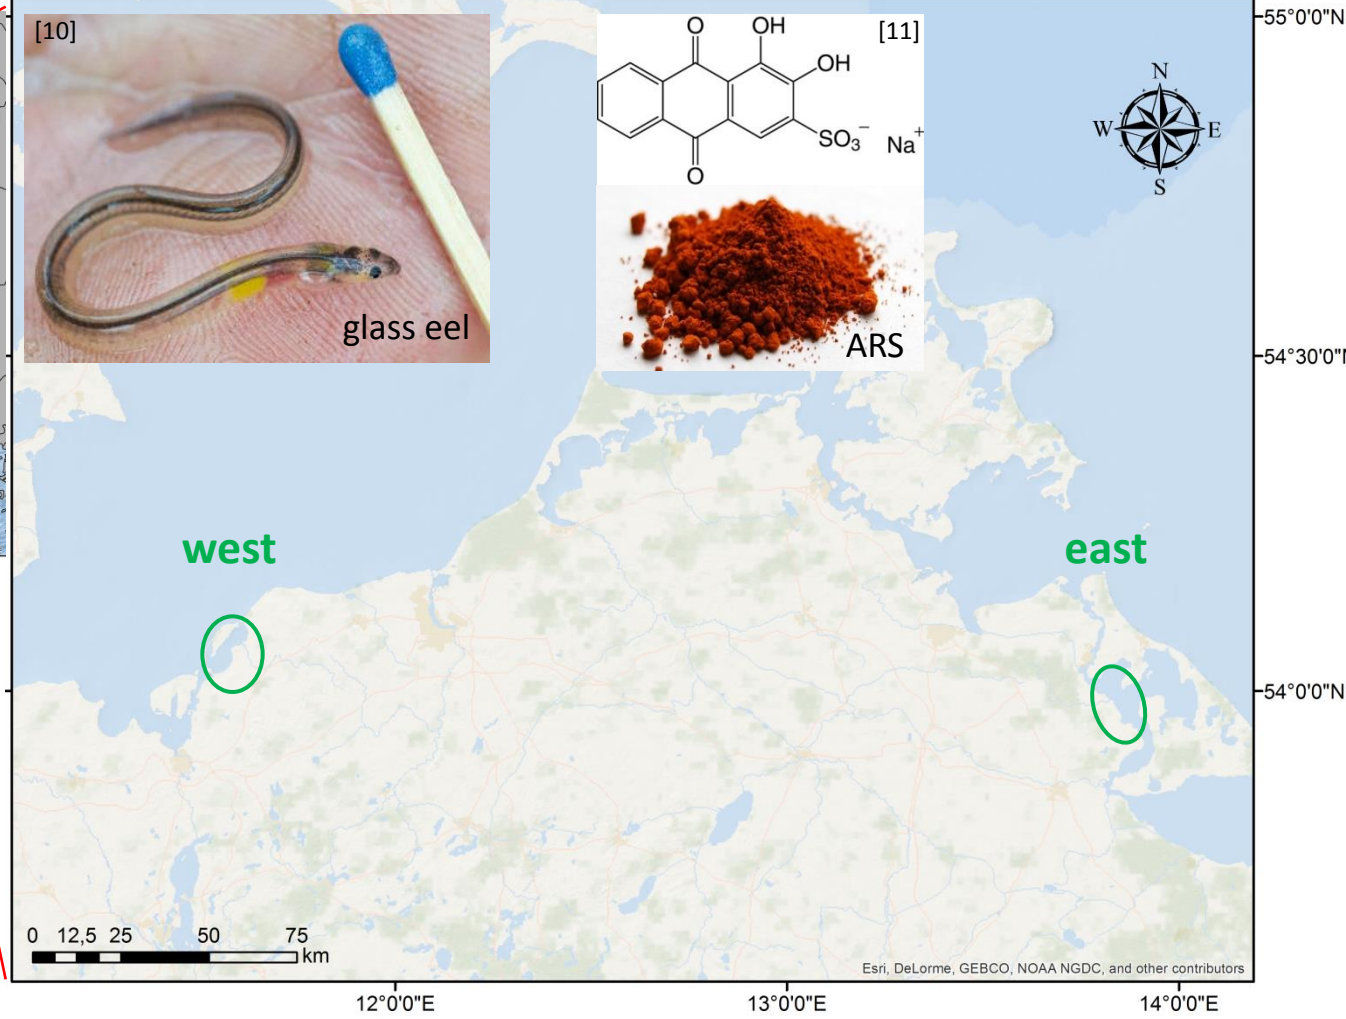 [10]
glass eel
O
OH
[11]
OH
SO₃⁻ Na⁺
O
ARS
N
W E
S
55°0'0"N
54°30'0"N
54°0'0"N
west
east
0 12,5 25 50 75
km
Esri, DeLorme, GEBCO, NOAA NGDC, and other contributors
12°0'0"E 13°0'0"E 14°0'0"E